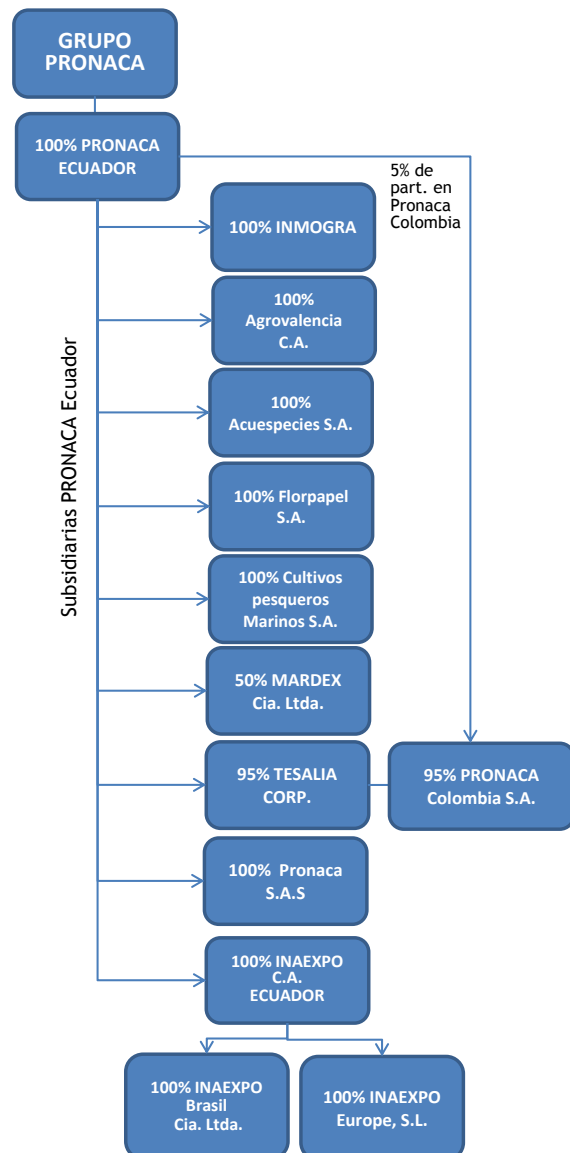 GRUPO
PRONACA
100% PRONACA
ECUADOR
5% de
part. en
Pronaca
Colombia
Subsidiarias PRONACA Ecuador
100% INMOGRA
100%
Agrovalencia
C.A.
100%
Acuespecies S.A.
100% Florpapel
S.A.
100% Cultivos
pesqueros
Marinos S.A.
50% MARDEX
Cia. Ltda.
95% TESALIA
CORP.
95% PRONACA
Colombia S.A.
100% Pronaca
S.A.S
100% INAEXPO
C.A.
ECUADOR
100% INAEXPO
Brasil
Cia. Ltda.
100% INAEXPO
Europe, S.L.